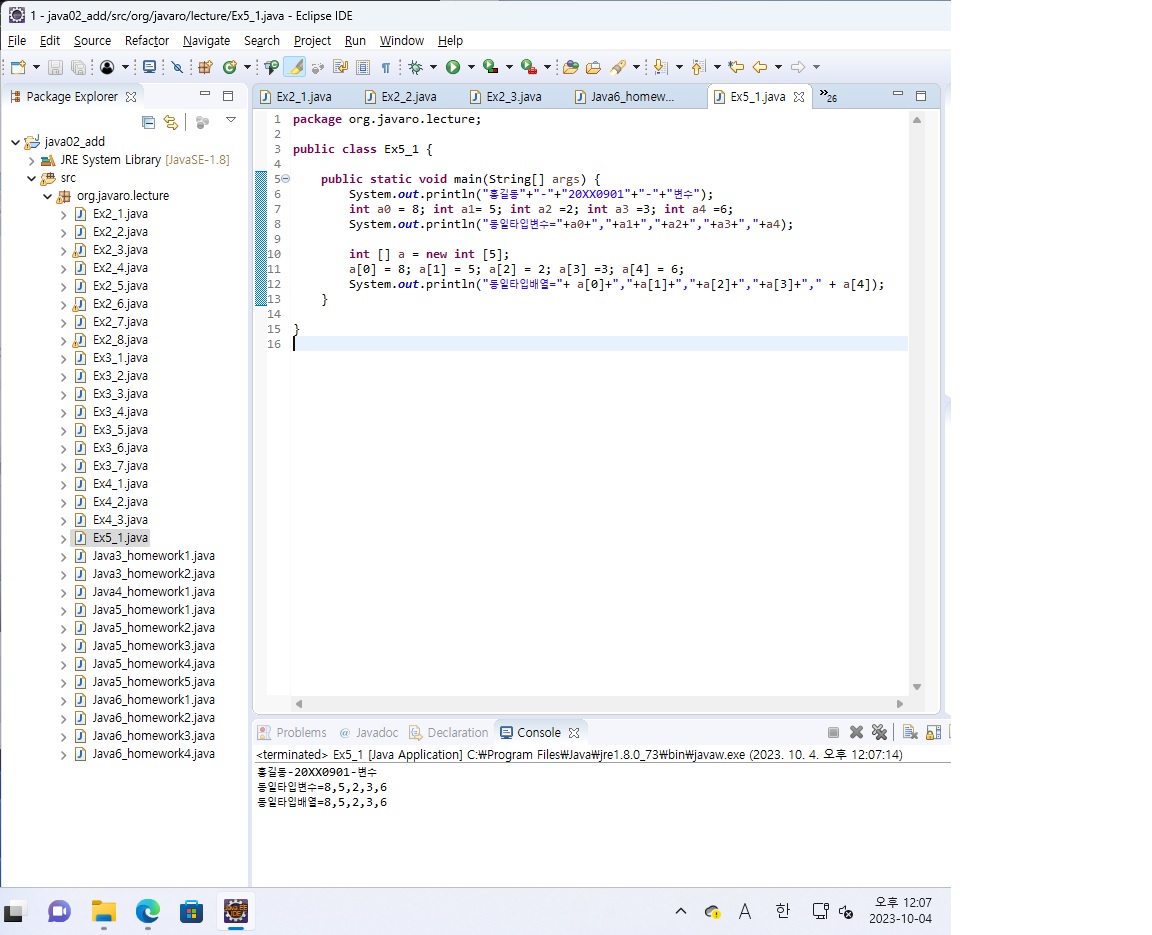 1 - java02_add/src/org/javaro/lecture/Ex5_1.java - Eclipse IDE
File Edit Source Refactor Navigate Search Project Run Window Help
Package Explorer
java02_add
JRE System Library [JavaSE-1.8]
src
org.javaro.lecture
Ex2_1.java
Ex2_2.java
Ex2_3.java
Ex2_4.java
Ex2_5.java
Ex2_6.java
Ex2_7.java
Ex2_8.java
Ex3_1.java
Ex3_2.java
Ex3_3.java
Ex3_4.java
Ex3_5.java
Ex3_6.java
Ex3_7.java
Ex4_1.java
Ex4_2.java
Ex4_3.java
Ex5_1.java
Java3_homework1.java
Java3_homework2.java
Java4_homework1.java
Java5_homework1.java
Java5_homework2.java
Java5_homework3.java
Java5_homework4.java
Java5_homework5.java
Java6_homework1.java
Java6_homework2.java
Java6_homework3.java
Java6_homework4.java
Ex2_1.java Ex2_2.java Ex2_3.java Java6_homew... Ex5_1.java »26
1 package org.javaro.lecture;
2
3 public class Ex5_1 {
4
5 public static void main(String[] args) {
6 System.out.println("홍길동"+"-"+"20XX0901"+"-"+"변수");
7 int a0 = 8; int a1= 5; int a2 =2; int a3 =3; int a4 =6;
8 System.out.println("동일타입변수="+a0+","+a1+","+a2+","+a3+","+a4);
9
10 int [] a = new int [5];
11 a[0] = 8; a[1] = 5; a[2] = 2; a[3] =3; a[4] = 6;
12 System.out.println("동일타입배열="+ a[0]+","+a[1]+","+a[2]+","+a[3]+"," + a[4]);
13 }
14
15 }
16
Problems @ Javadoc Declaration Console
<terminated> Ex5_1 [Java Application] C:₩Program Files₩Java₩jre1.8.0_73₩bin₩javaw.exe (2023. 10. 4. 오후 12:07:14)
홍길동-20XX0901-변수
동일타입변수=8,5,2,3,6
동일타입배열=8,5,2,3,6
A 한 오후 12:07
2023-10-04